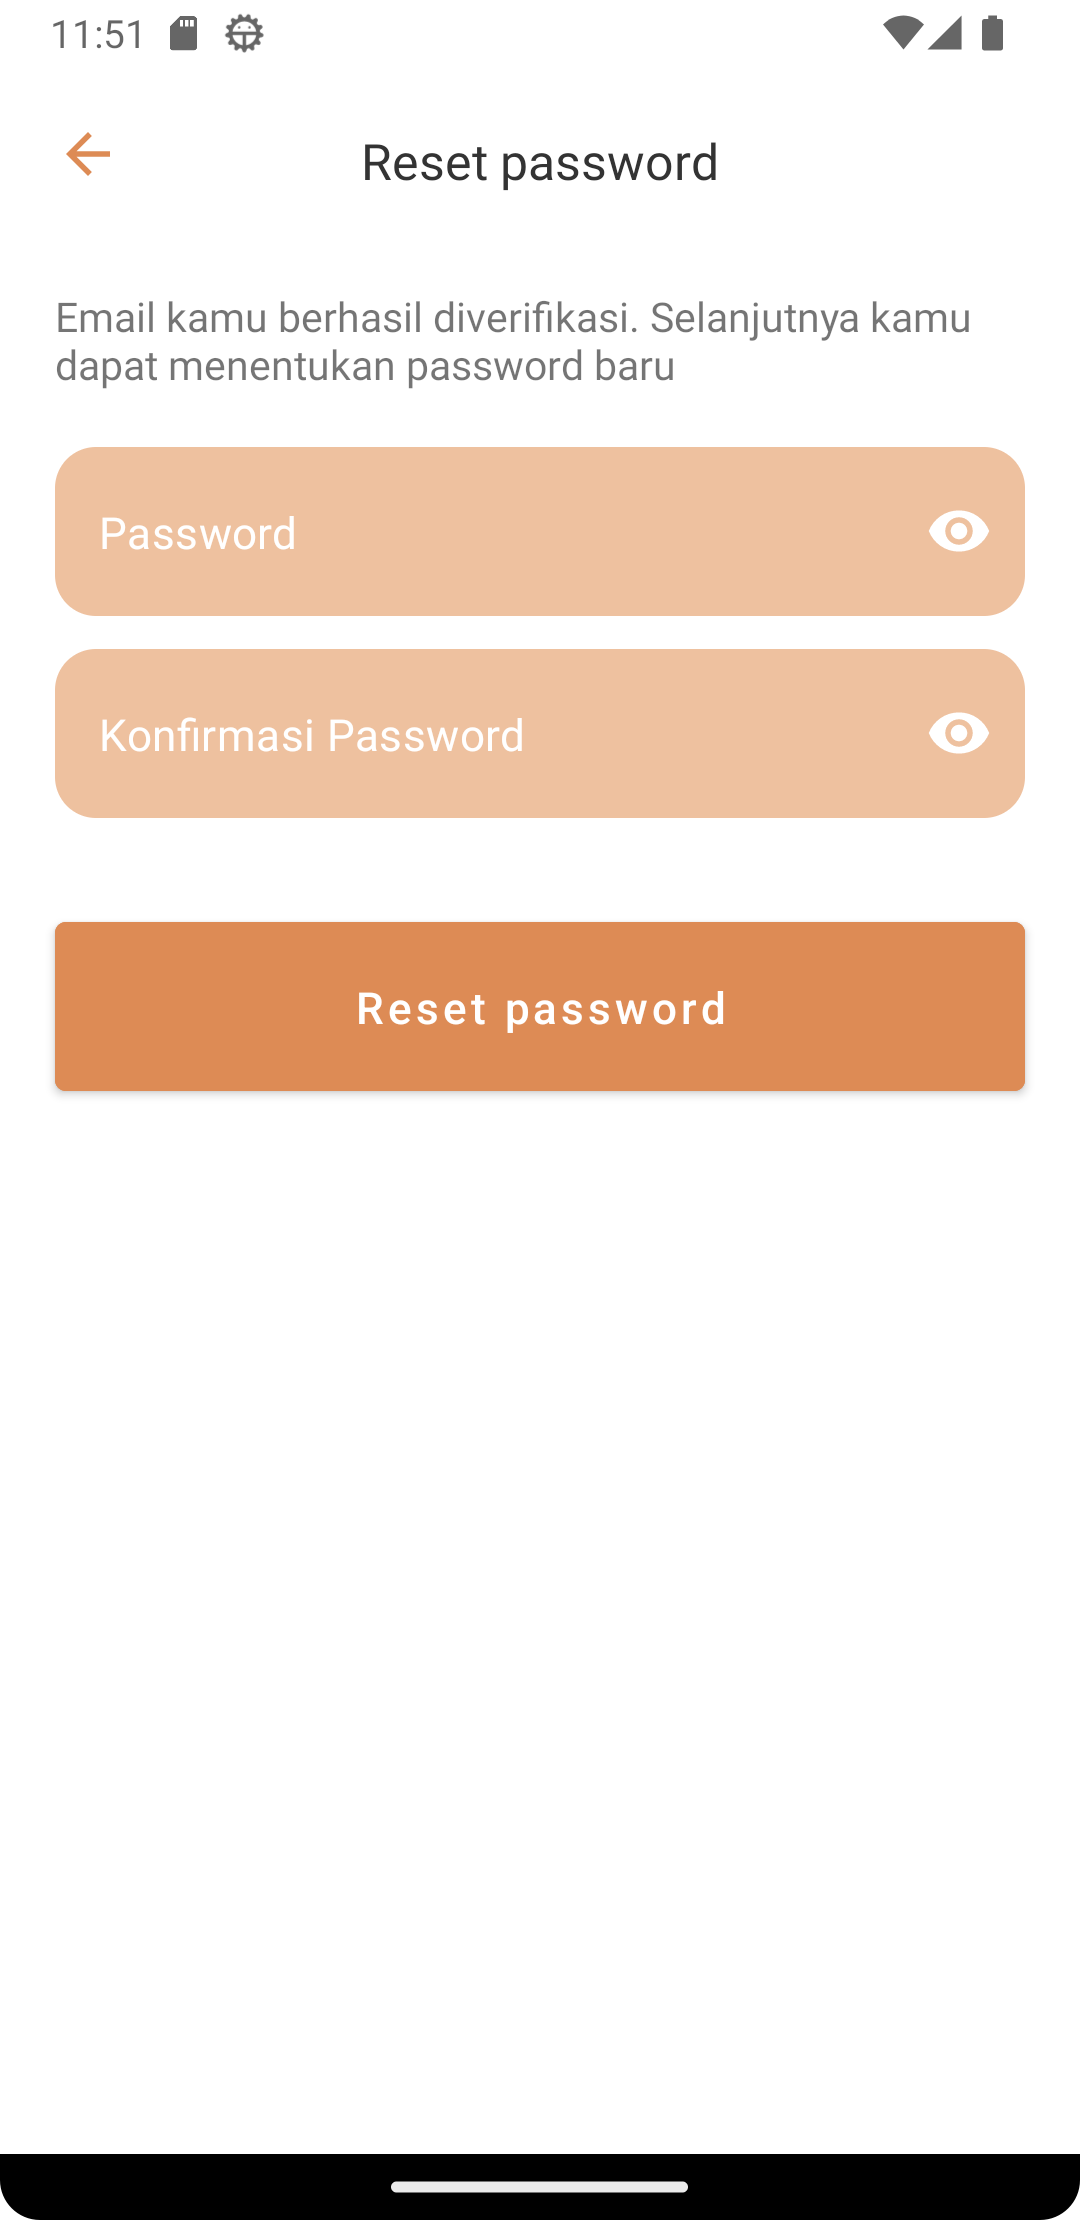 11:51
Reset password
Email kamu berhasil diverifikasi. Selanjutnya kamu
dapat menentukan password baru
Password
Konfirmasi Password
Reset password